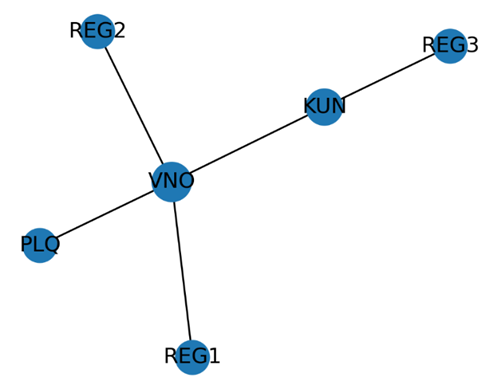 REG2
REG3
KUN
VNO
PLQ
REG1